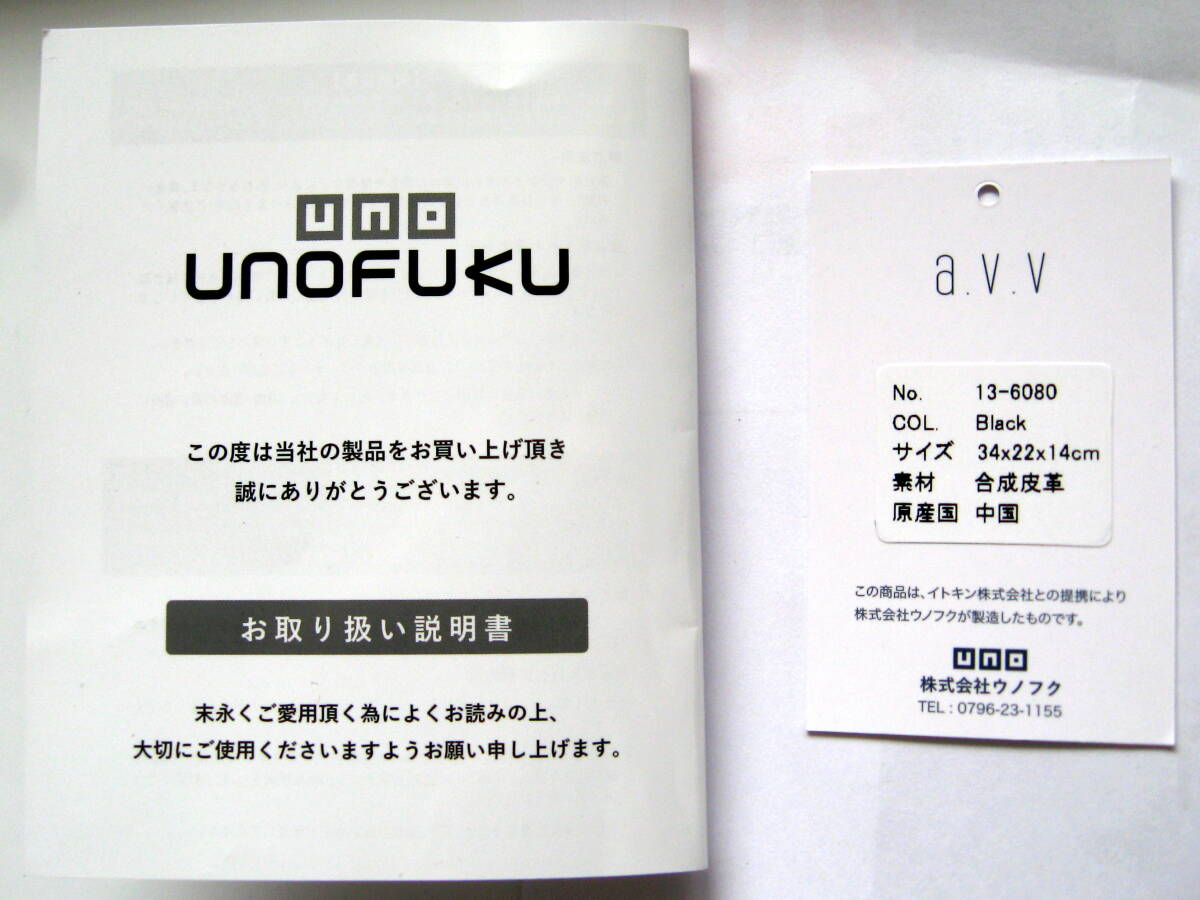 uno
UNOFUKU
この度は当社の製品をお買い上げ頂き
誠にありがとうございます。
お取り扱い説明書
末永くご愛用頂く為によくお読みの上、
大切にご使用くださいますようお願い申し上げます。
a.v.v
No. 13-6080
COL. Black
サイズ 34x22x14cm
素材 合成皮革
原産国 中国
この商品は、イトキン株式会社との提携により
株式会社ウノフクが製造したものです。
uno
株式会社ウノフク
TEL : 0796-23-1155